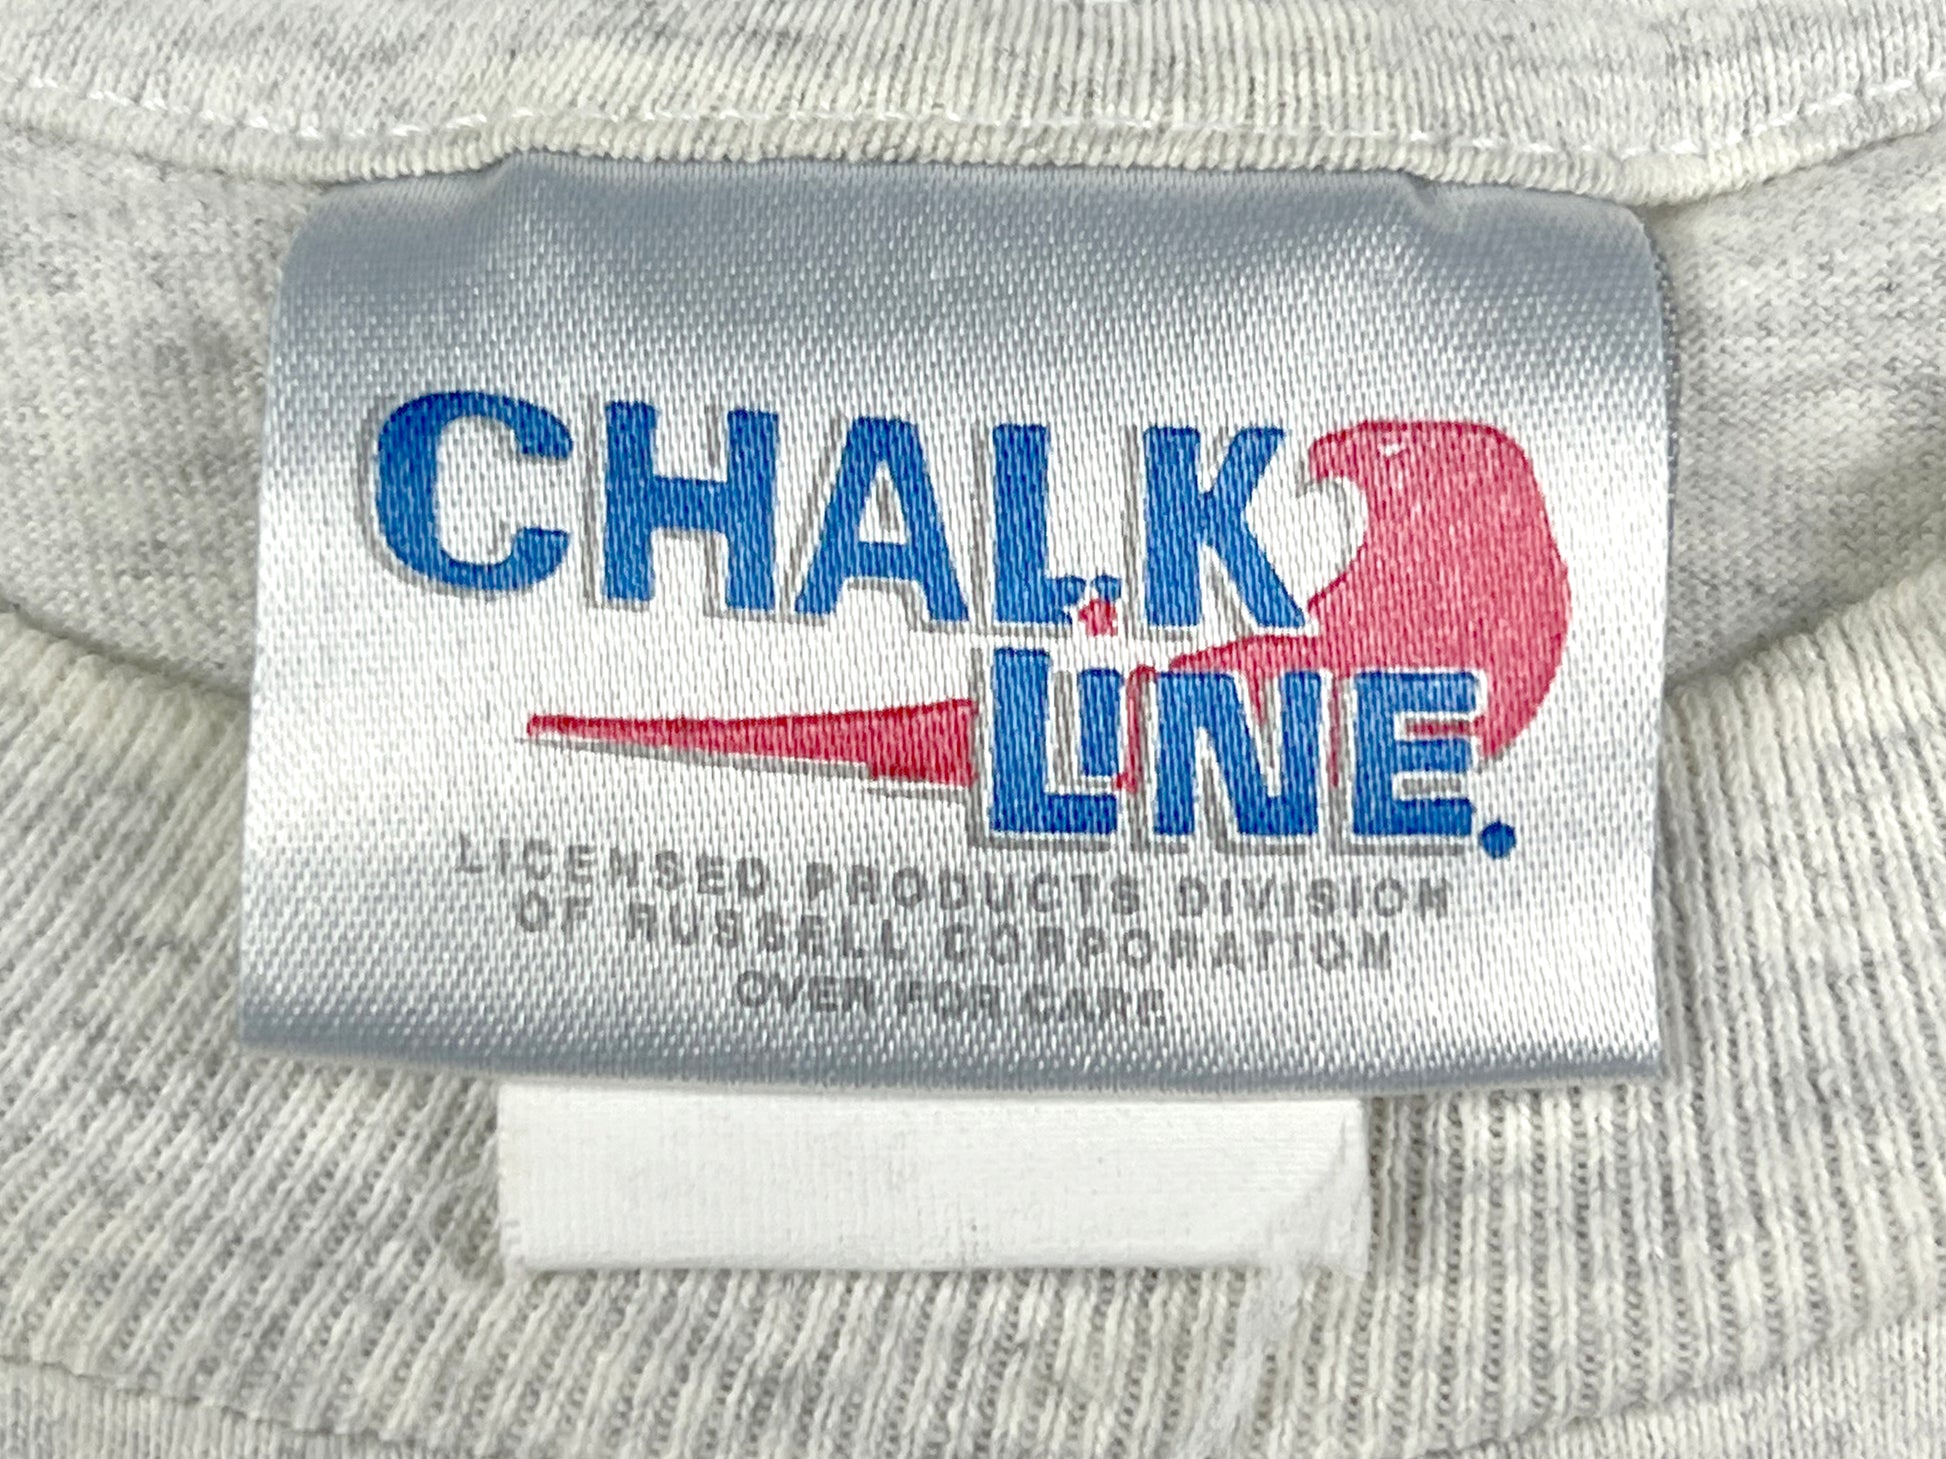 CHALK
LINE.
LICENSED PRODUCTS DIVISION
OF RUSSELL CORPORATION
OVER FOR CARE